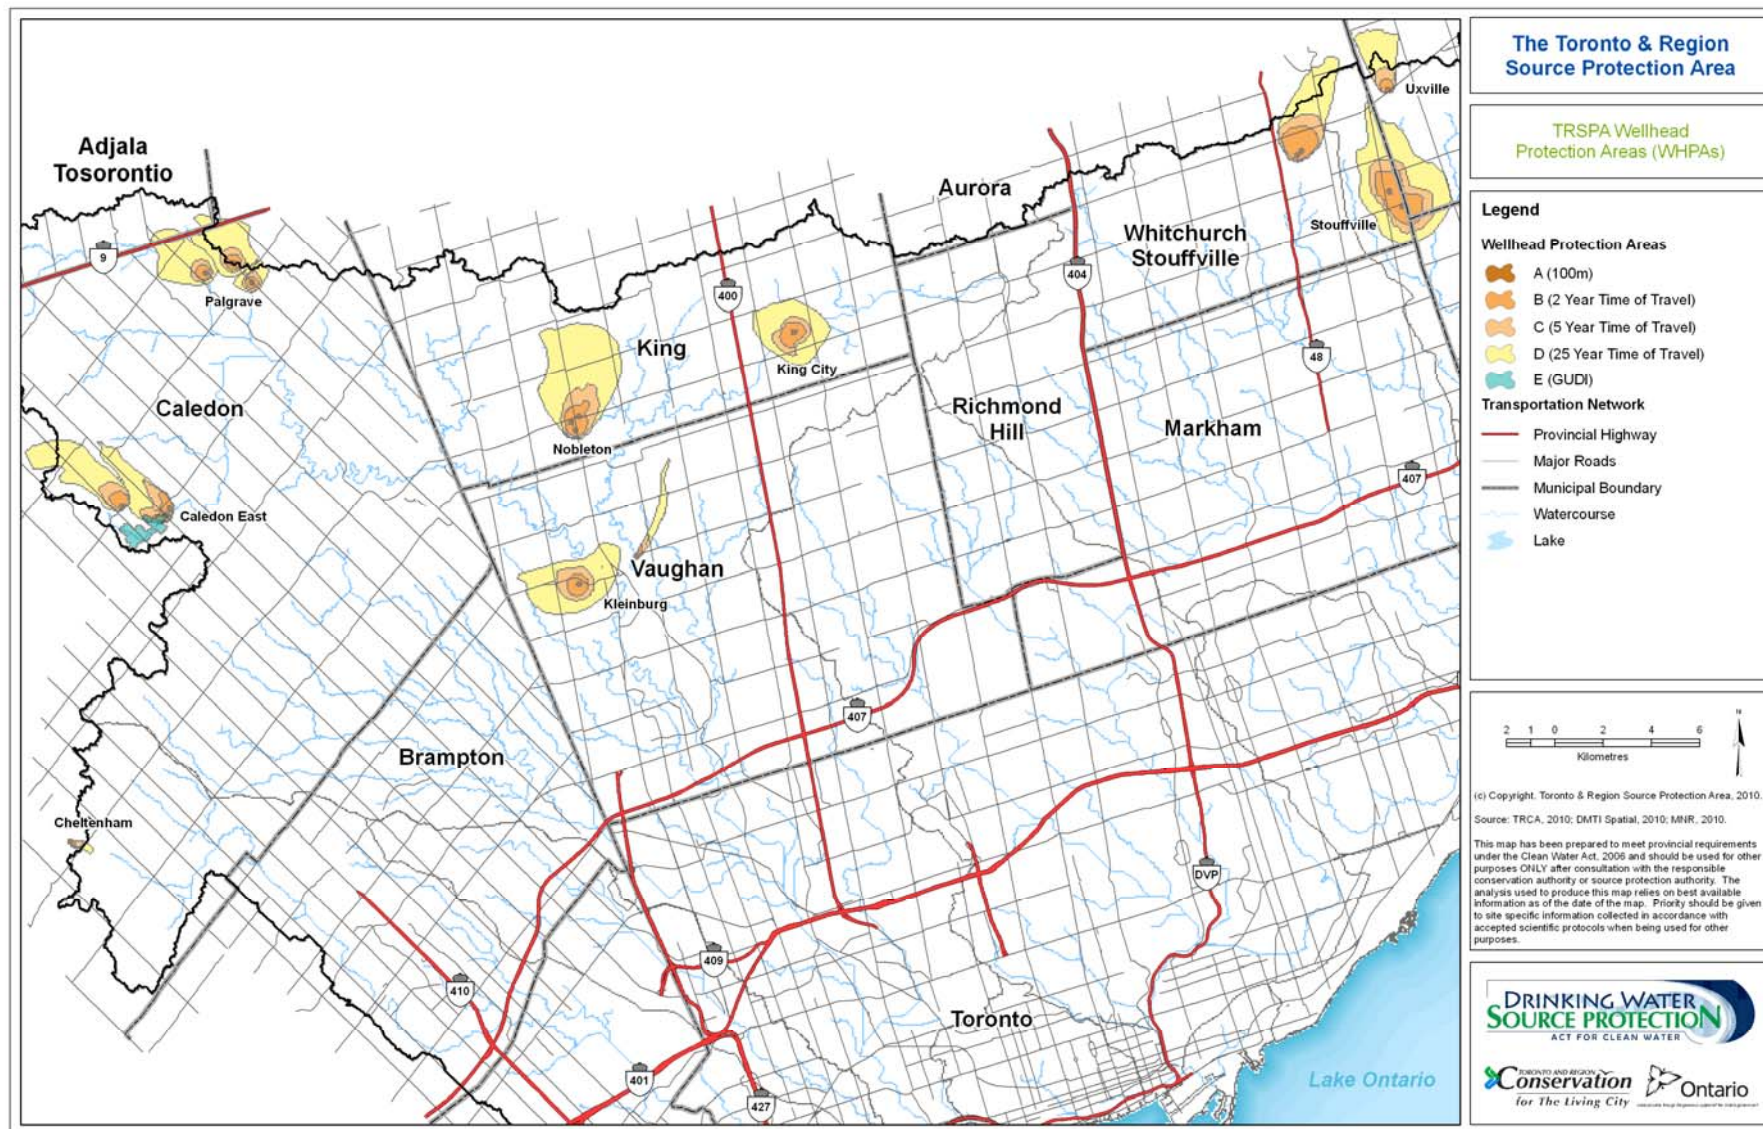 The Toronto & Region
Source Protection Area
TRSPA Wellhead
Protection Areas (WHPAs)
Legend
Wellhead Protection Areas
A (100m)
B (2 Year Time of Travel)
C (5 Year Time of Travel)
D (25 Year Time of Travel)
E (GUDI)
Transportation Network
Provincial Highway
Major Roads
Municipal Boundary
Watercourse
Lake
2 1 0 2 4 6
Kilometres
N
(c) Copyright. Toronto & Region Source Protection Area, 2010.
Source: TRCA, 2010; DMTI Spatial, 2010; MNR, 2010.
This map has been prepared to meet provincial requirements
under the Clean Water Act, 2006 and should be used for other
purposes ONLY after consultation with the responsible
conservation authority or source protection authority. The
analysis used to produce this map relies on best available
information as of the date of the map. Priority should be given
to site specific information collected in accordance with
accepted scientific protocols when being used for other
purposes.
DRINKING WATER
SOURCE PROTECTION
ACT FOR CLEAN WATER
TORONTO AND REGION
Conservation
for The Living City
Ontario
Uxville
Adjala
Tosorontio
Aurora
Whitchurch
Stouffville
Stouffville
9
Palgrave
400
404
King
King City
48
Caledon
Richmond
Hill
Markham
Nobleton
407
Caledon East
Vaughan
Kleinburg
407
Brampton
Cheltenham
DVP
409
410
Toronto
401
427
Lake Ontario